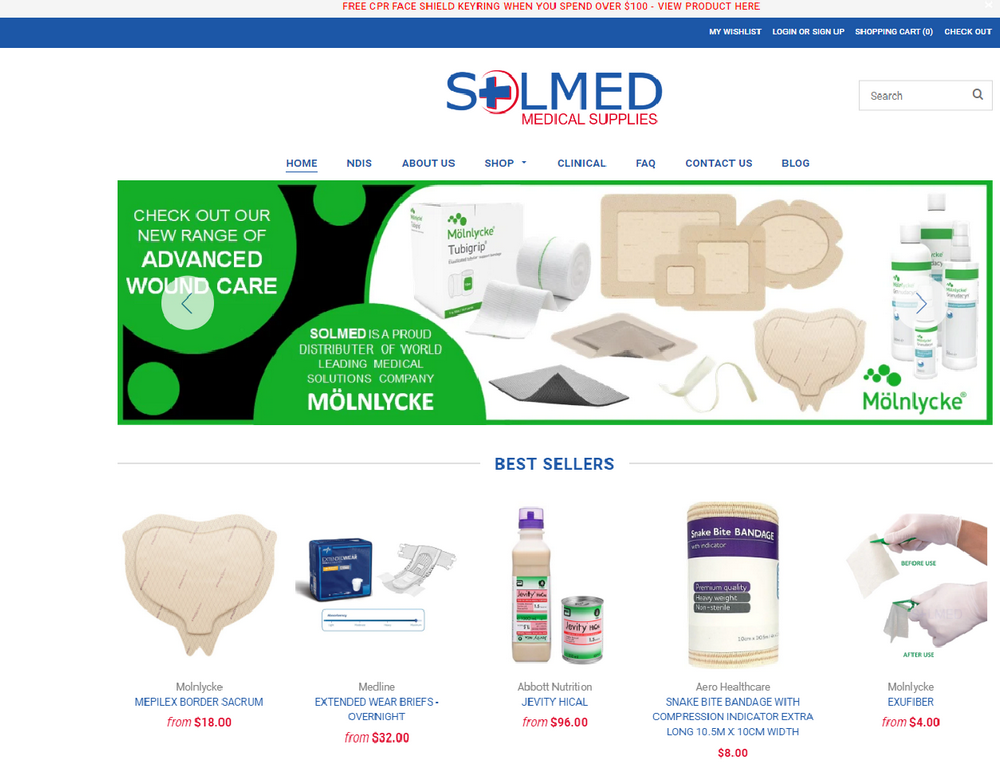 FREE CPR FACE SHIELD KEYRING WHEN YOU SPEND OVER $100 - VIEW PRODUCT HERE
MY WISHLIST LOGIN OR SIGN UP SHOPPING CART (0) CHECK OUT
SOLMED
MEDICAL SUPPLIES
Search
HOME NDIS ABOUT US SHOP CLINICAL FAQ CONTACT US BLOG
CHECK OUT OUR
NEW RANGE OF
ADVANCED
WOUND CARE
SOLMED IS A PROUD
DISTRIBUTER OF WORLD
LEADING MEDICAL
SOLUTIONS COMPANY
MÖLNLYCKE
Mölnlycke
Tubigrip
Mölnlycke®
BEST SELLERS
EXTENDED WEAR
Jevity HiCal
Jevity HiCal
Snake Bite BANDAGE
with indicator
Premium quality
Heavy weight
Non-sterile
BEFORE USE
AFTER USE
Molnlycke
MEPILEX BORDER SACRUM
from $18.00
Medline
EXTENDED WEAR BRIEFS -
OVERNIGHT
from $32.00
Abbott Nutrition
JEVITY HICAL
from $96.00
Aero Healthcare
SNAKE BITE BANDAGE WITH
COMPRESSION INDICATOR EXTRA
LONG 10.5M X 10CM WIDTH
$8.00
Molnlycke
EXUFIBER
from $4.00